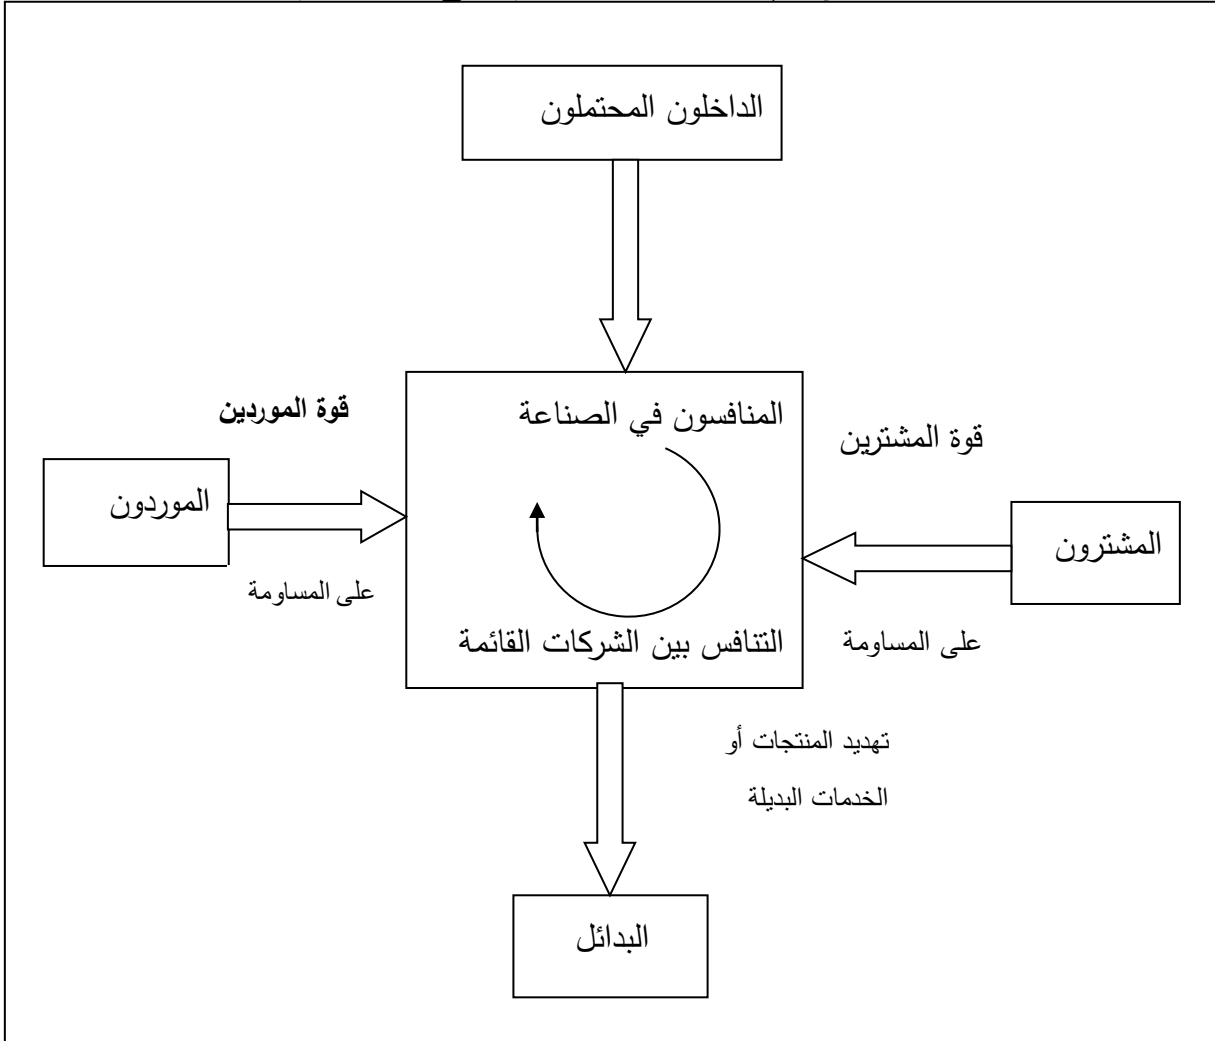 الداخلون المحتملون
المنافسون في الصناعة
قوة الموردين
قوة المشترين
الموردون
المشترون
على المساومة
التنافس بين الشركات القائمة
على المساومة
تهديد المنتجات أو
الخدمات البديلة
البدائل